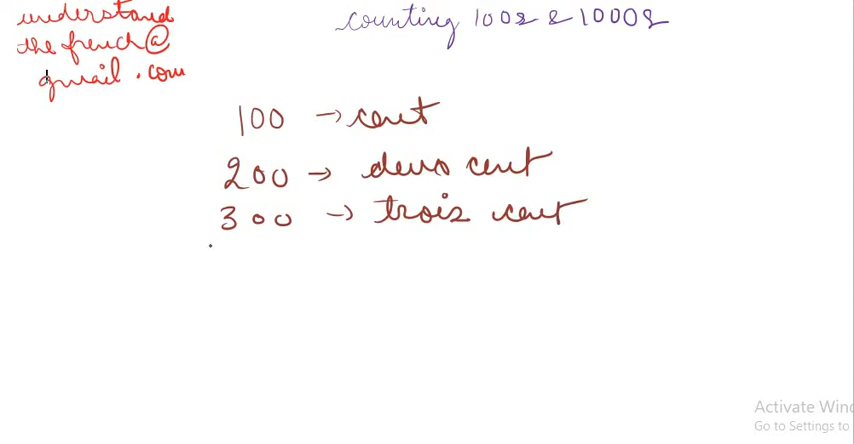 understand
the french@
gmail.com
counting 100s & 1000s
100 → cent
200 → deux cent
300 → trois cent
Activate Wind
Go to Settings to